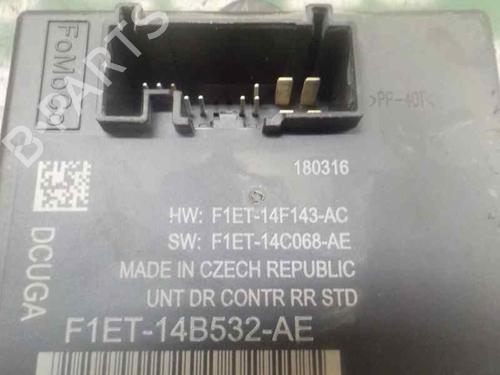 FoMoCo
B PARTS
>PP-40T<
180316
HW: F1ET-14F143-AC
SW: F1ET-14C068-AE
DCUGA
MADE IN CZECH REPUBLIC
UNT DR CONTR RR STD
F1ET-14B532-AE